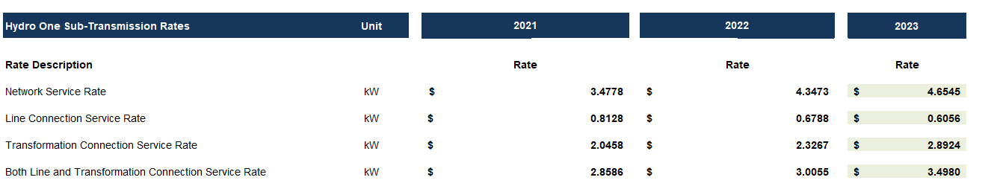 Hydro One Sub-Transmission Rates Unit 2021 2022 2023
Rate Description Rate Rate Rate
Network Service Rate kW $ 3.4778 $ 4.3473 $ 4.6545
Line Connection Service Rate kW $ 0.8128 $ 0.6788 $ 0.6056
Transformation Connection Service Rate kW $ 2.0458 $ 2.3267 $ 2.8924
Both Line and Transformation Connection Service Rate kW $ 2.8586 $ 3.0055 $ 3.4980